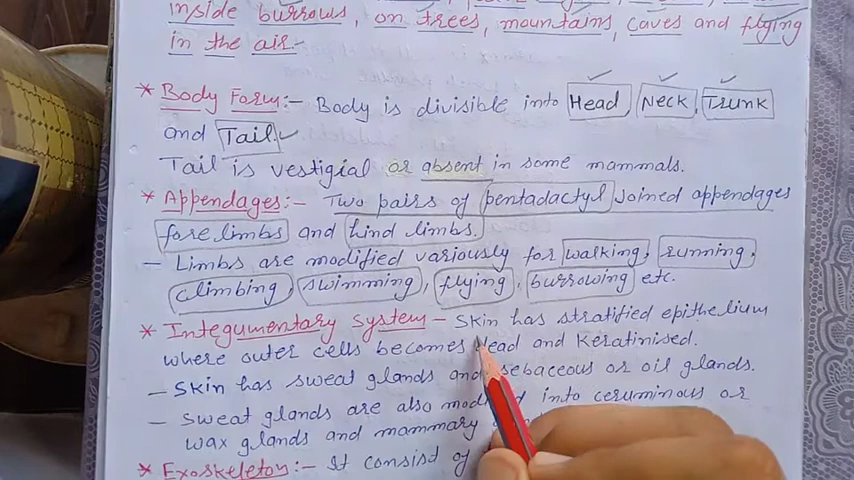 inside burrows, on trees, mountains, caves and flying
in the air.
* Body Form:- Body is divisible into Head, Neck, Trunk
and Tail.
Tail is vestigial or absent in some mammals.
* Appendages:- Two pairs of pentadactyl joined appendages
fore limbs and hind limbs.
- Limbs are modified variously for walking, running,
climbing, swimming, flying, burrowing etc.
* Integumentary system - Skin has stratified epithelium
where outer cells becomes dead and Keratinised.
- Skin has sweat glands and sebaceous or oil glands.
- Sweat glands are also into ceruminous or
wax glands and mammary
* Exoskeleton:- It consist of